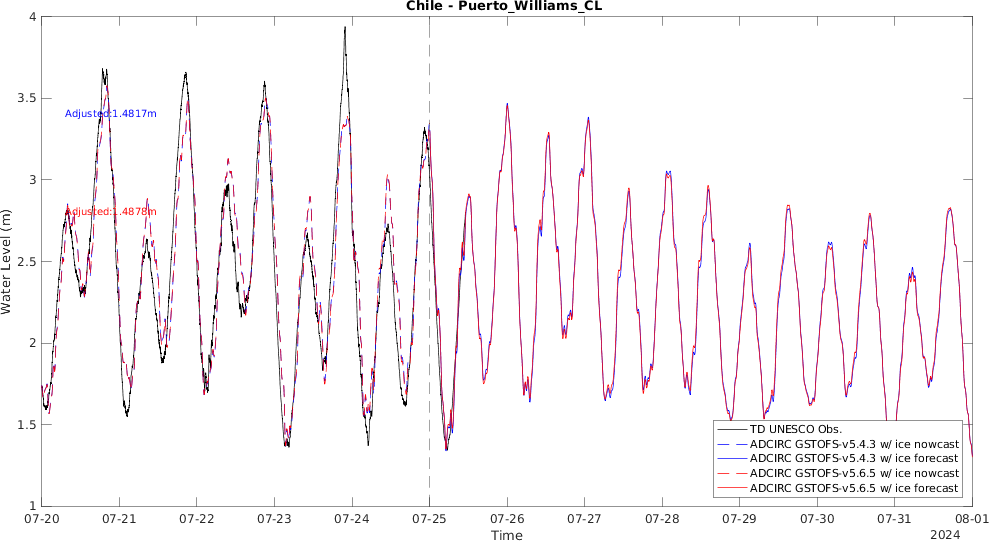 Chile - Puerto_Williams_CL
4
3.5
3
2.5
2
1.5
1
Water Level (m)
Adjusted:1.4817m
Adjusted:1.4878m
TD UNESCO Obs.
ADCIRC GSTOFS-v5.4.3 w/ ice nowcast
ADCIRC GSTOFS-v5.4.3 w/ ice forecast
ADCIRC GSTOFS-v5.6.5 w/ ice nowcast
ADCIRC GSTOFS-v5.6.5 w/ ice forecast
07-20 07-21 07-22 07-23 07-24 07-25 07-26 07-27 07-28 07-29 07-30 07-31 08-01
Time
2024